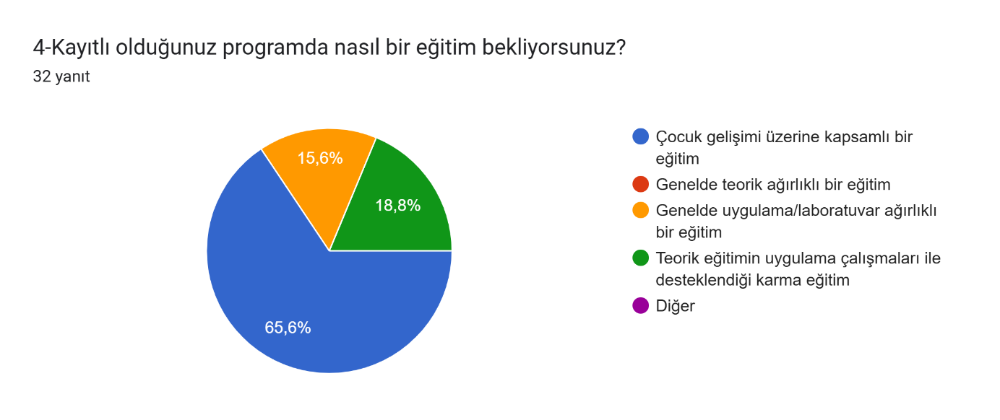 4-Kayıtlı olduğunuz programda nasıl bir eğitim bekliyorsunuz?
32 yanıt
15,6%
18,8%
65,6%
Çocuk gelişimi üzerine kapsamlı bir
eğitim
Genelde teorik ağırlıklı bir eğitim
Genelde uygulama/laboratuvar ağırlıklı
bir eğitim
Teorik eğitimin uygulama çalışmaları ile
desteklendiği karma eğitim
Diğer